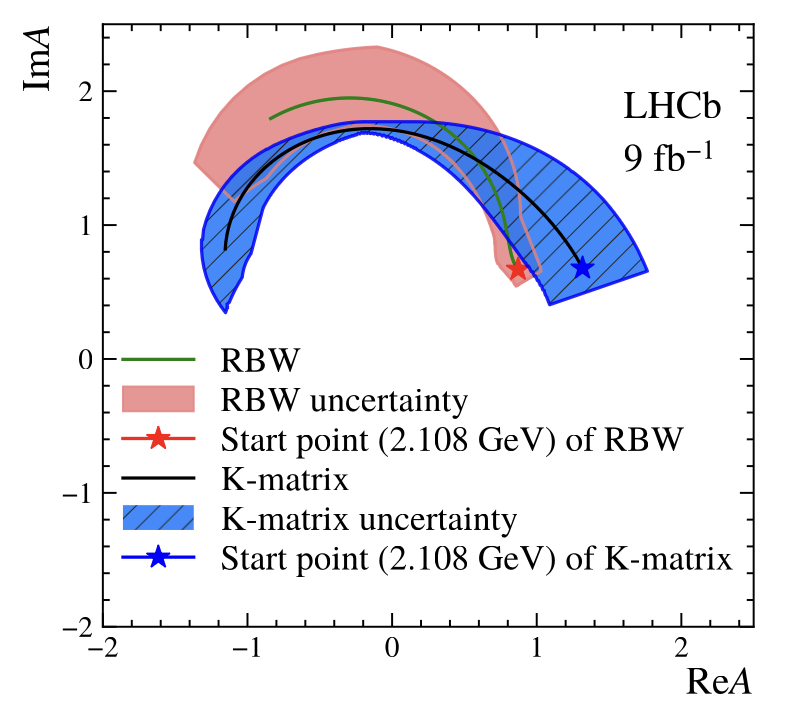 ImA
2
1
0
−1
−2
LHCb
9 fb−1
RBW
RBW uncertainty
Start point (2.108 GeV) of RBW
K-matrix
K-matrix uncertainty
Start point (2.108 GeV) of K-matrix
−2 −1 0 1 2
ReA